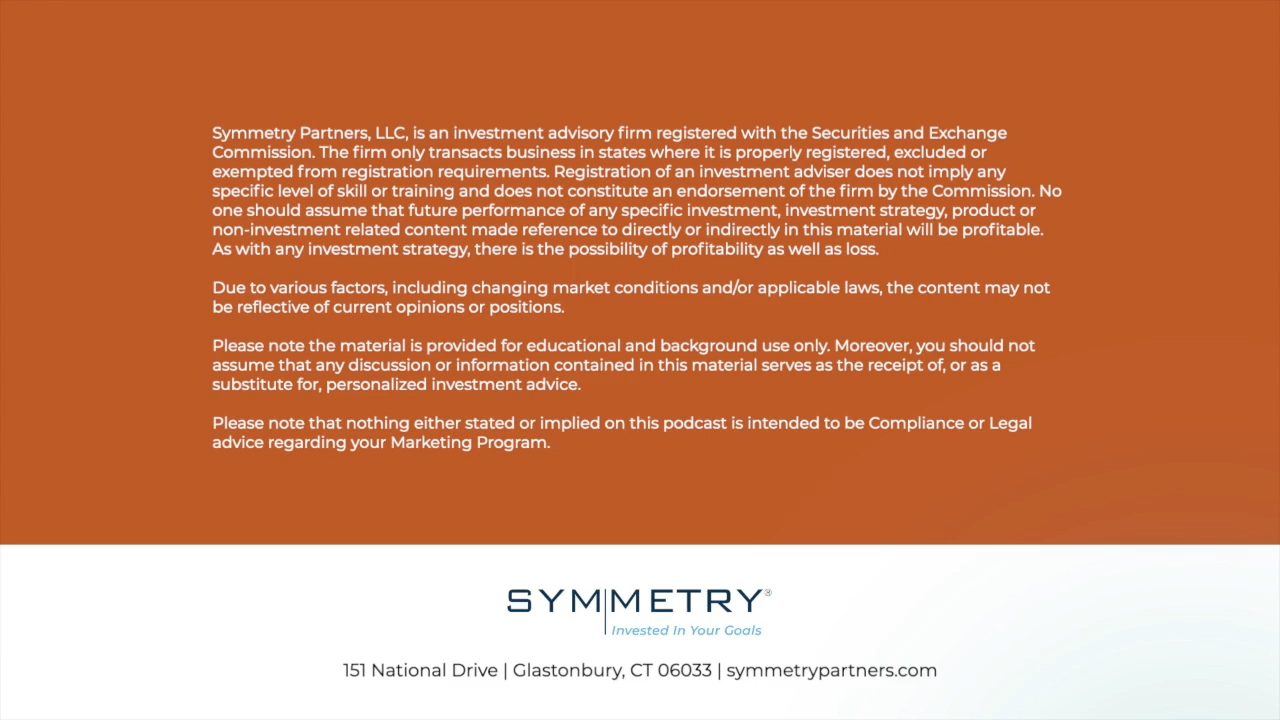 Symmetry Partners, LLC, is an investment advisory firm registered with the Securities and Exchange
Commission. The firm only transacts business in states where it is properly registered, excluded or
exempted from registration requirements. Registration of an investment adviser does not imply any
specific level of skill or training and does not constitute an endorsement of the firm by the Commission. No
one should assume that future performance of any specific investment, investment strategy, product or
non-investment related content made reference to directly or indirectly in this material will be profitable.
As with any investment strategy, there is the possibility of profitability as well as loss.
Due to various factors, including changing market conditions and/or applicable laws, the content may not
be reflective of current opinions or positions.
Please note the material is provided for educational and background use only. Moreover, you should not
assume that any discussion or information contained in this material serves as the receipt of, or as a
substitute for, personalized investment advice.
Please note that nothing either stated or implied on this podcast is intended to be Compliance or Legal
advice regarding your Marketing Program.
SYMMETRY®
Invested In Your Goals
151 National Drive | Glastonbury, CT 06033 | symmetrypartners.com